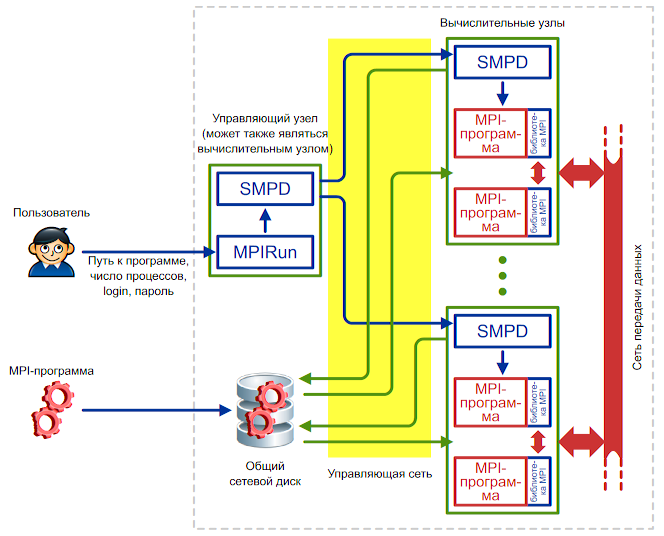 Вычислительные узлы
SMPD
MPI-
програм-
ма
библиоте-
ка MPI
MPI-
програм-
ма
библиоте-
ка MPI
Управляющий узел
(может также являться
вычислительным узлом)
SMPD
MPIRun
Пользователь
Путь к программе,
число процессов,
login, пароль
SMPD
MPI-
програм-
ма
библиоте-
ка MPI
MPI-
програм-
ма
библиоте-
ка MPI
MPI-программа
Общий
сетевой диск
Управляющая сеть
Сеть передачи данных